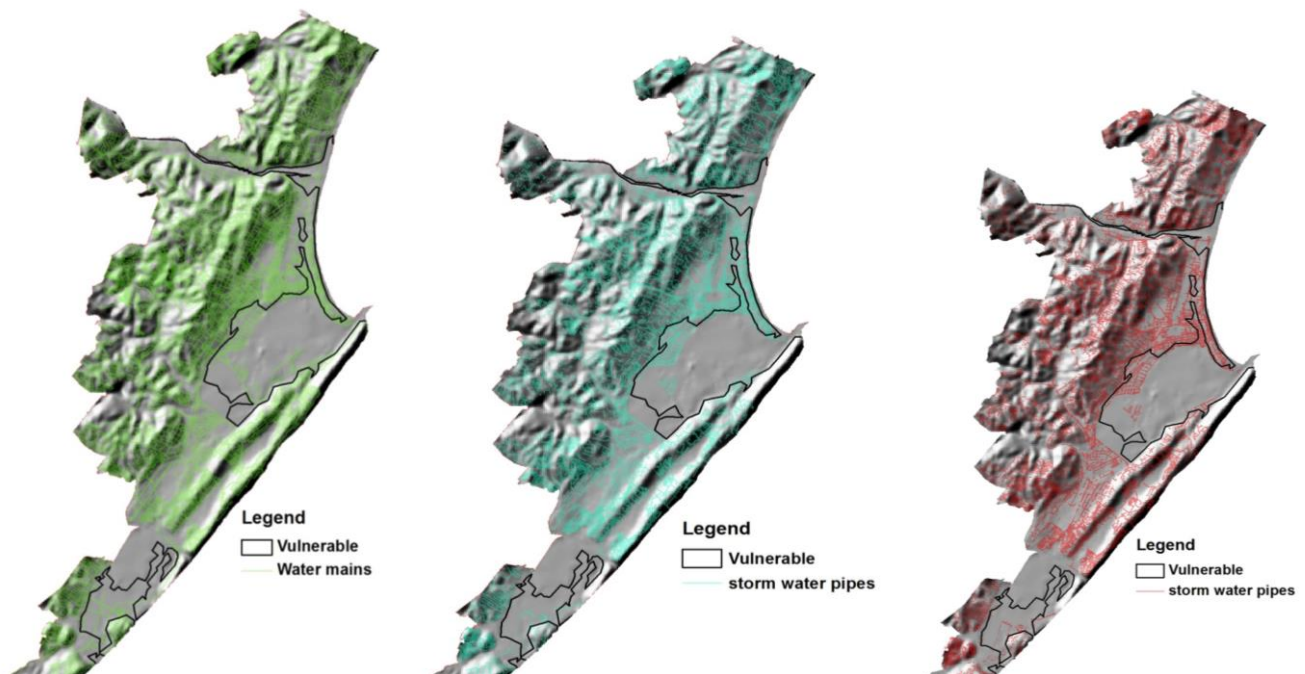 Legend
Vulnerable
Water mains
Legend
Vulnerable
storm water pipes
Legend
Vulnerable
storm water pipes